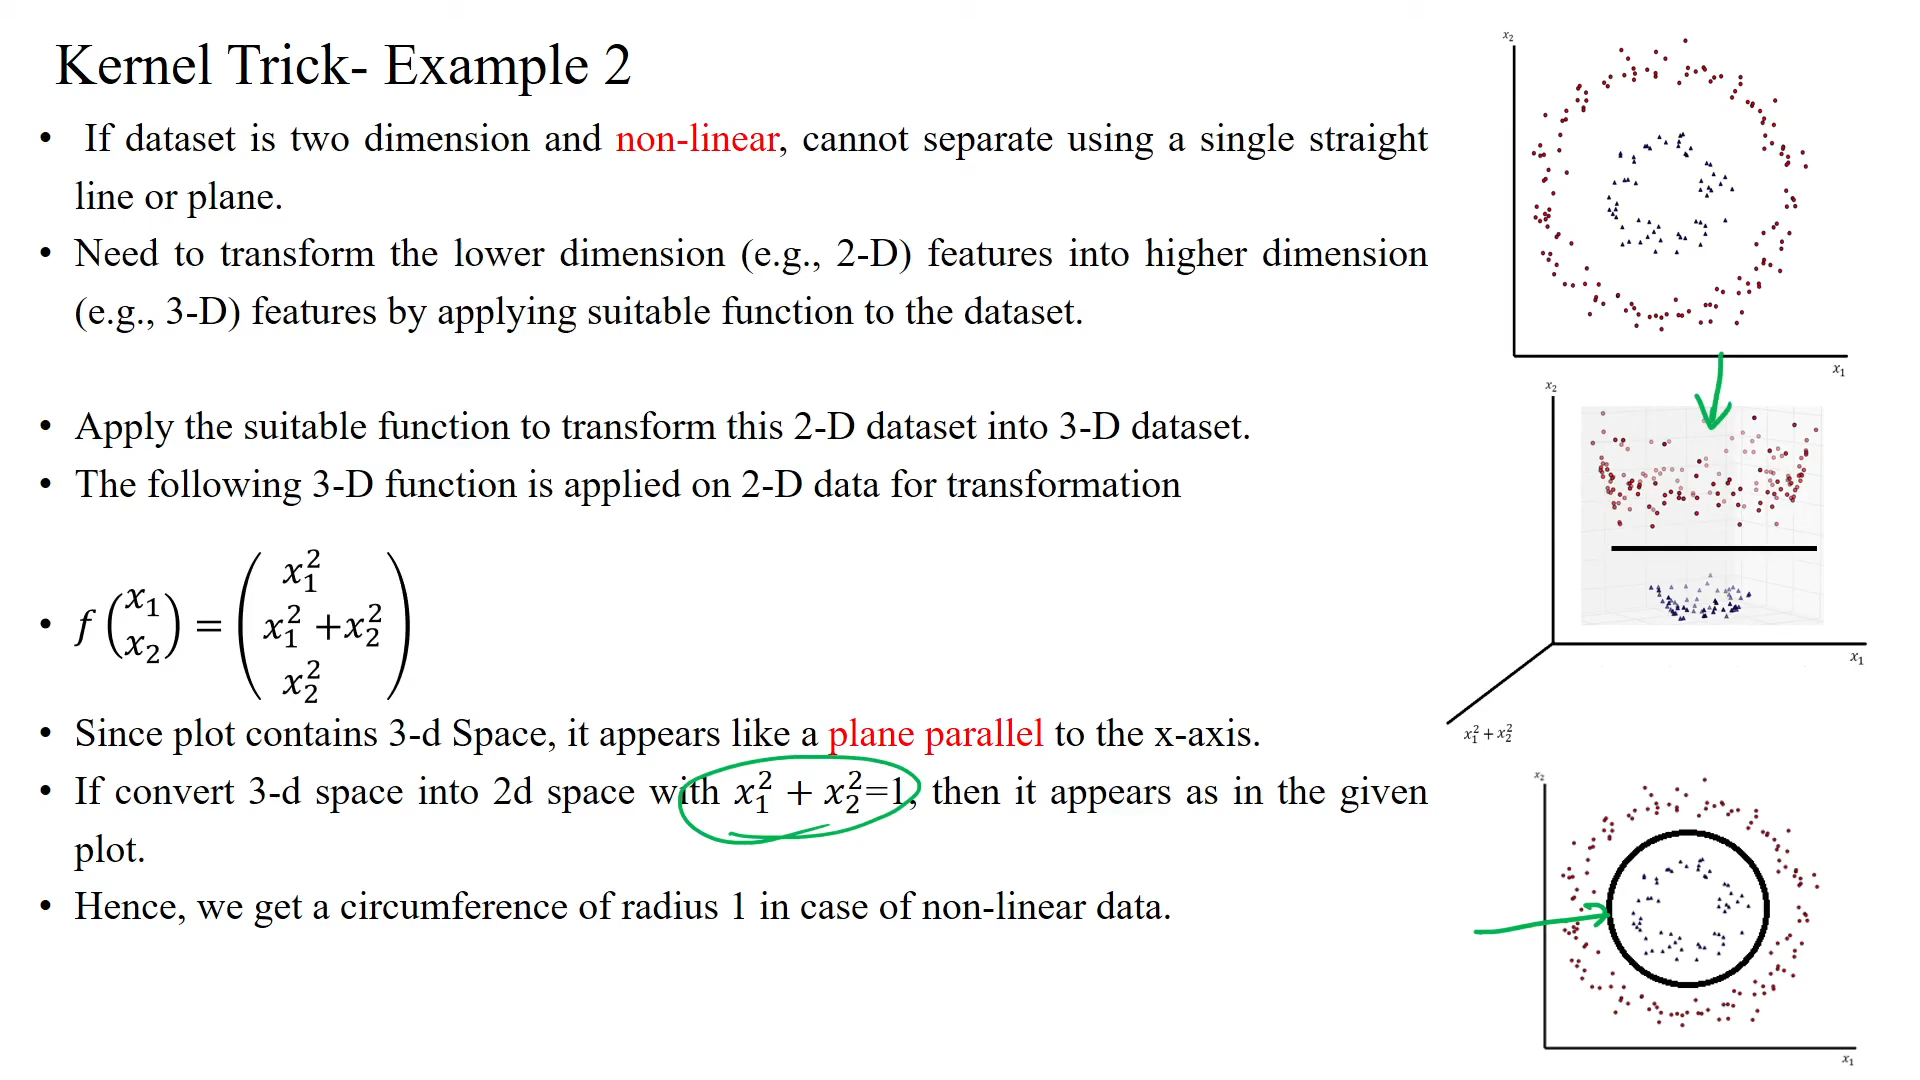 Kernel Trick- Example 2
• If dataset is two dimension and non-linear, cannot separate using a single straight
line or plane.
• Need to transform the lower dimension (e.g., 2-D) features into higher dimension
(e.g., 3-D) features by applying suitable function to the dataset.
• Apply the suitable function to transform this 2-D dataset into 3-D dataset.
• The following 3-D function is applied on 2-D data for transformation
• f(x₁ x₂) = (x₁² x₁² +x₂² x₂²)
• Since plot contains 3-d Space, it appears like a plane parallel to the x-axis.
• If convert 3-d space into 2d space with x₁² + x₂²=1, then it appears as in the given
plot.
• Hence, we get a circumference of radius 1 in case of non-linear data.
x₂
x₁
x₂
x₁
x₁² + x₂²
x₂
x₁